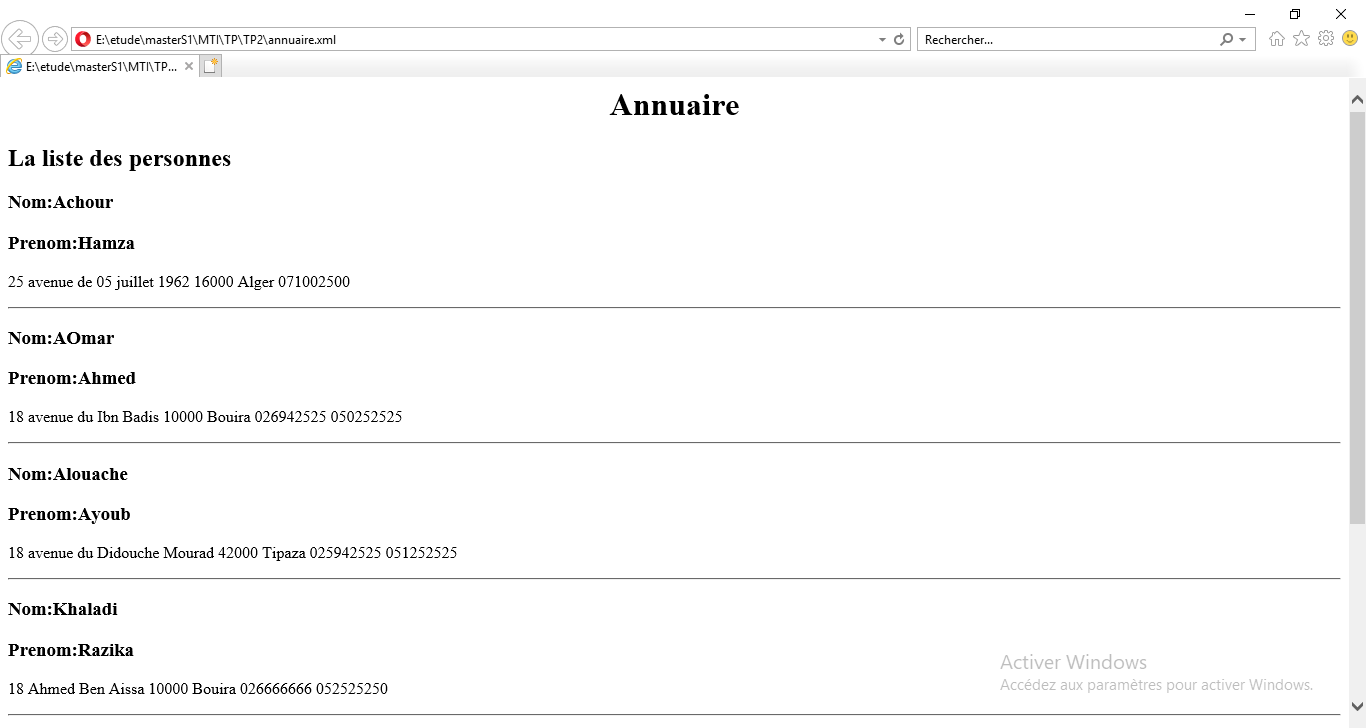 E:\etude\masterS1\MTI\TP\TP2\annuaire.xml
Rechercher...
E:\etude\masterS1\MTI\TP...
Annuaire
La liste des personnes
Nom:Achour
Prenom:Hamza
25 avenue de 05 juillet 1962 16000 Alger 071002500
Nom:AOmar
Prenom:Ahmed
18 avenue du Ibn Badis 10000 Bouira 026942525 050252525
Nom:Alouache
Prenom:Ayoub
18 avenue du Didouche Mourad 42000 Tipaza 025942525 051252525
Nom:Khaladi
Prenom:Razika
18 Ahmed Ben Aissa 10000 Bouira 026666666 052525250
Activer Windows
Accédez aux paramètres pour activer Windows.